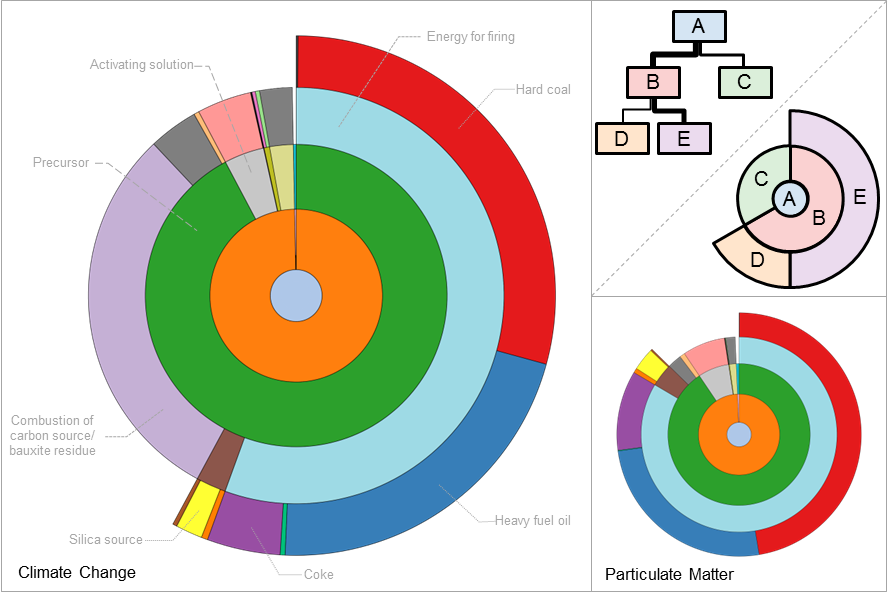 Energy for firing
Activating solution
Hard coal
Precursor
Combustion of
carbon source/
bauxite residue
Heavy fuel oil
Silica source
Coke
Climate Change
A
B
C
D
E
C
A
B
E
D
Particulate Matter